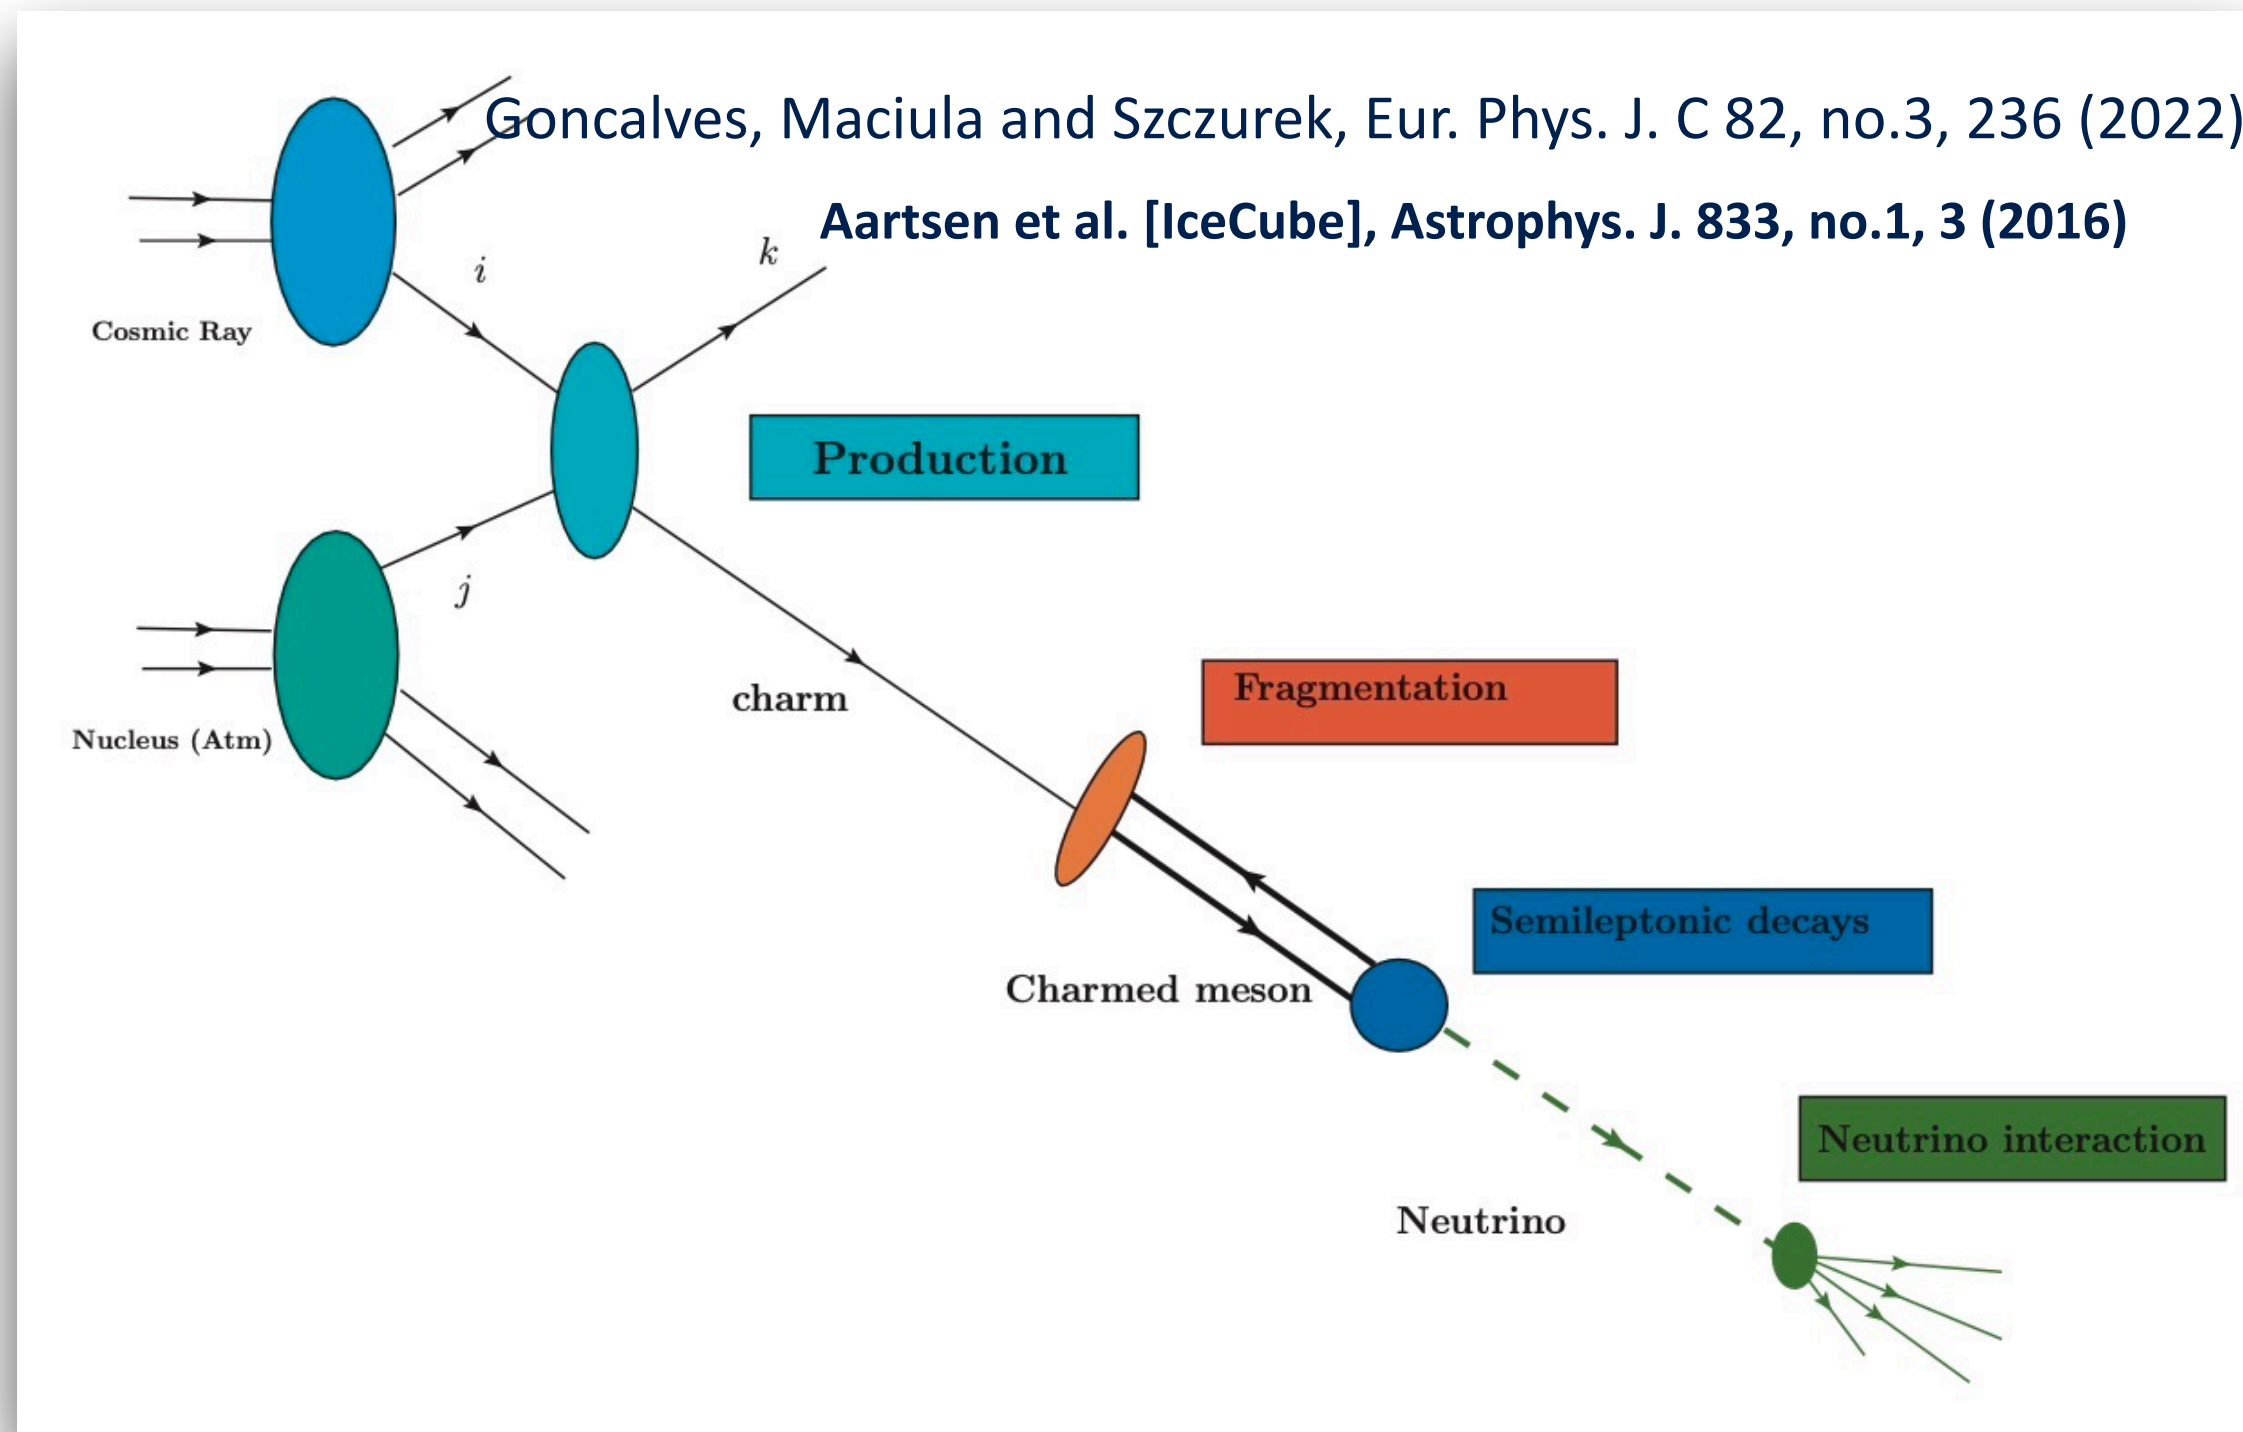 Goncalves, Maciula and Szczurek, Eur. Phys. J. C 82, no.3, 236 (2022)
Aartsen et al. [IceCube], Astrophys. J. 833, no.1, 3 (2016)
k
i
Cosmic Ray
Production
j
Fragmentation
charm
Nucleus (Atm)
Semileptonic decays
Charmed meson
Neutrino interaction
Neutrino